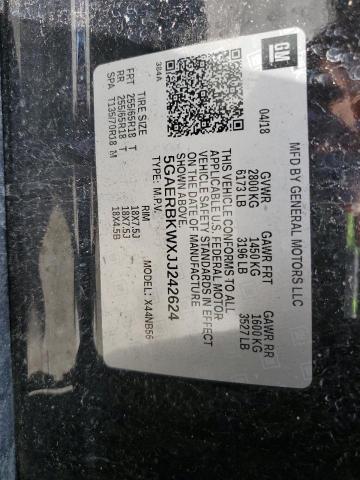 GM
MFD BY GENERAL MOTORS LLC
04/18
GVWR GAWR FRT GAWR RR
2800 KG 1450 KG 1600 KG
6173 LB 3196 LB 3527 LB
THIS VEHICLE CONFORMS TO ALL
APPLICABLE U.S. FEDERAL MOTOR
VEHICLE SAFETY STANDARDS IN EFFECT
ON THE DATE OF MANUFACTURE
SHOWN ABOVE.
5GAERBKWXJJ242624
TYPE: M.P.V. MODEL: X44NB56
TIRE SIZE RIM
FRT 255/65R18 T 18X7.5J
RR 255/65R18 T 18X7.5J
SPA T135/70R18 M 18X4.5B
384A